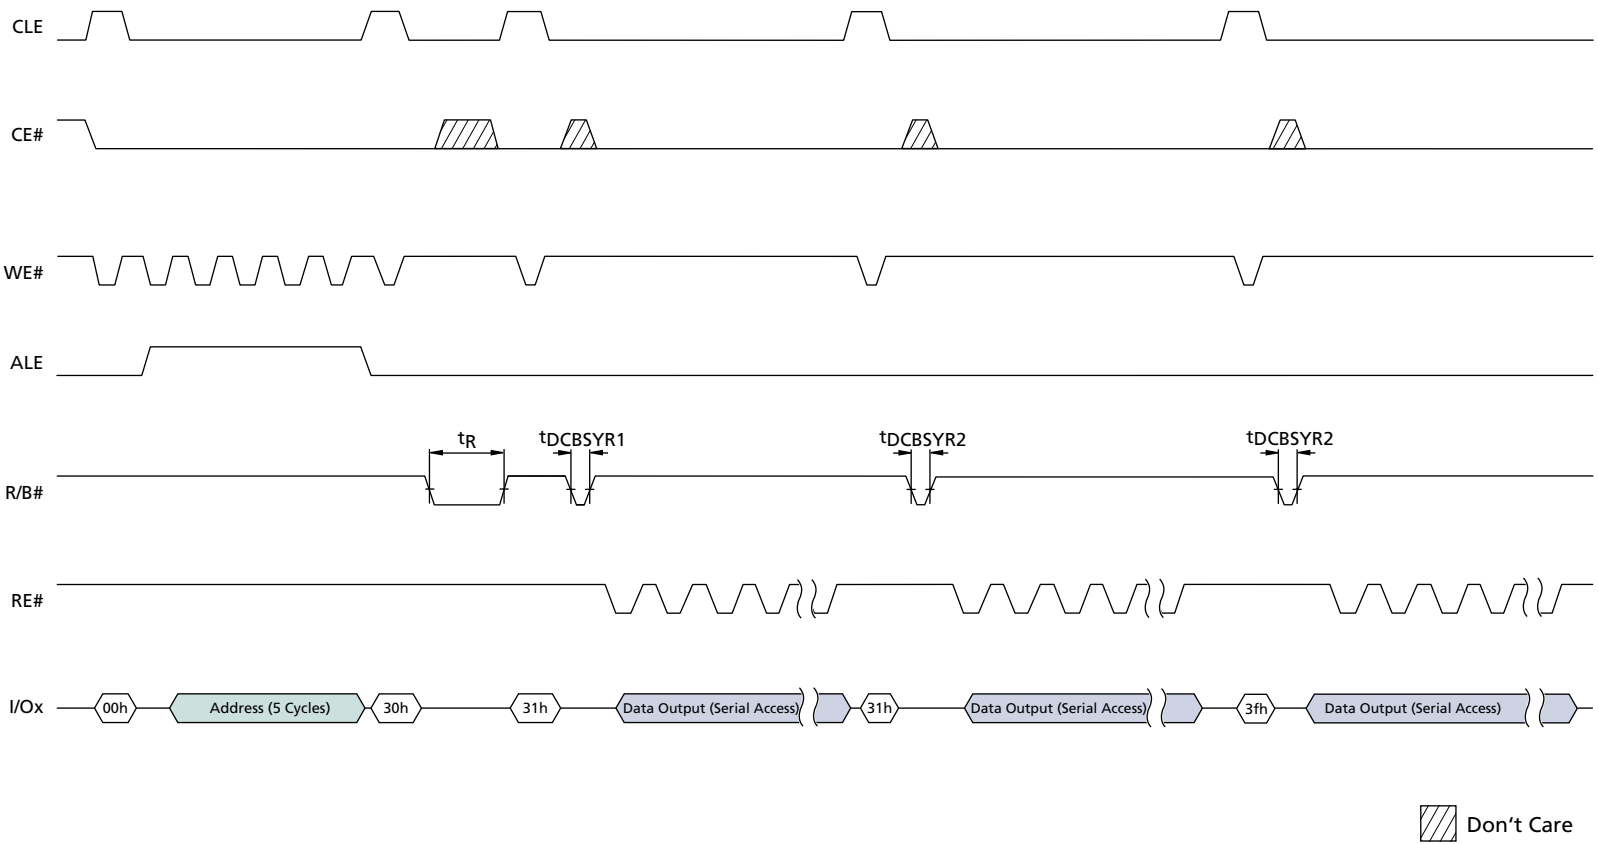 CLE
CE#
WE#
ALE
tR
tDCBSYR1
tDCBSYR2
tDCBSYR2
R/B#
RE#
I/Ox
00h
Address (5 Cycles)
30h
31h
Data Output (Serial Access)
31h
Data Output (Serial Access)
3fh
Data Output (Serial Access)
Don't Care